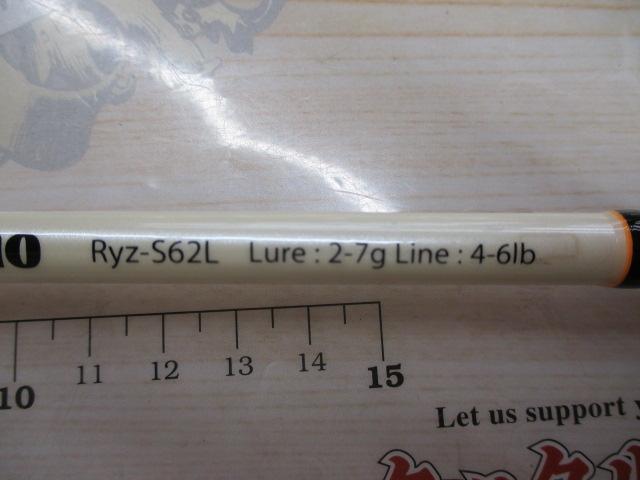 Ryz-S62L Lure : 2-7g Line : 4-6lb
10 11 12 13 14 15
Let us support